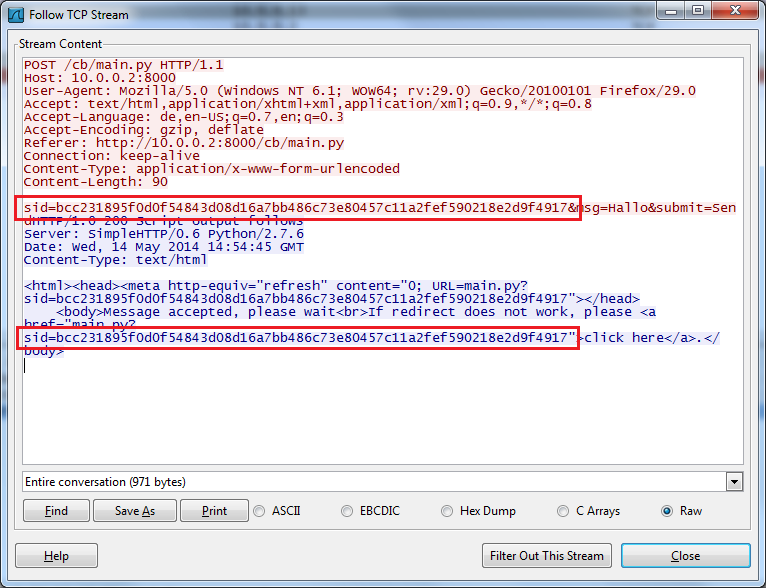 Follow TCP Stream
Stream Content
POST /cb/main.py HTTP/1.1
Host: 10.0.0.2:8000
User-Agent: Mozilla/5.0 (Windows NT 6.1; WOW64; rv:29.0) Gecko/20100101 Firefox/29.0
Accept: text/html,application/xhtml+xml,application/xml;q=0.9,*/*;q=0.8
Accept-Language: de,en-US;q=0.7,en;q=0.3
Accept-Encoding: gzip, deflate
Referer: http://10.0.0.2:8000/cb/main.py
Connection: keep-alive
Content-Type: application/x-www-form-urlencoded
Content-Length: 90
sid=bcc231895f0d0f54843d08d16a7bb486c73e80457c11a2fef590218e2d9f4917&msg=Hallo&submit=Sen
dHTTP/1.0 200 Script output follows
Server: SimpleHTTP/0.6 Python/2.7.6
Date: Wed, 14 May 2014 14:54:45 GMT
Content-Type: text/html
<html><head><meta http-equiv="refresh" content="0; URL=main.py?
sid=bcc231895f0d0f54843d08d16a7bb486c73e80457c11a2fef590218e2d9f4917"></head>
<body>Message accepted, please wait<br>If redirect does not work, please <a
href="main.py?
sid=bcc231895f0d0f54843d08d16a7bb486c73e80457c11a2fef590218e2d9f4917">click here</a>.</
body>
Entire conversation (971 bytes)
Find Save As Print ASCII EBCDIC Hex Dump C Arrays Raw
Help Filter Out This Stream Close